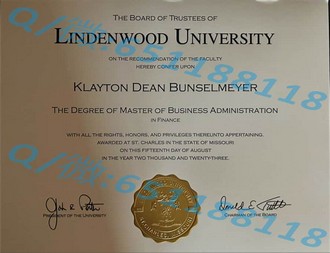 The Board of Trustees of
Lindenwood University
on the recommendation of the faculty
hereby confer upon
Klayton Dean Bunselmeyer
The Degree of Master of Business Administration
in Finance
with all the rights, honors, and privileges thereunto appertaining.
Awarded at St. Charles in the State of Missouri
on this fifteenth day of August
in the year two thousand and twenty-three.
President of the University
Chairman of the Board
651188118